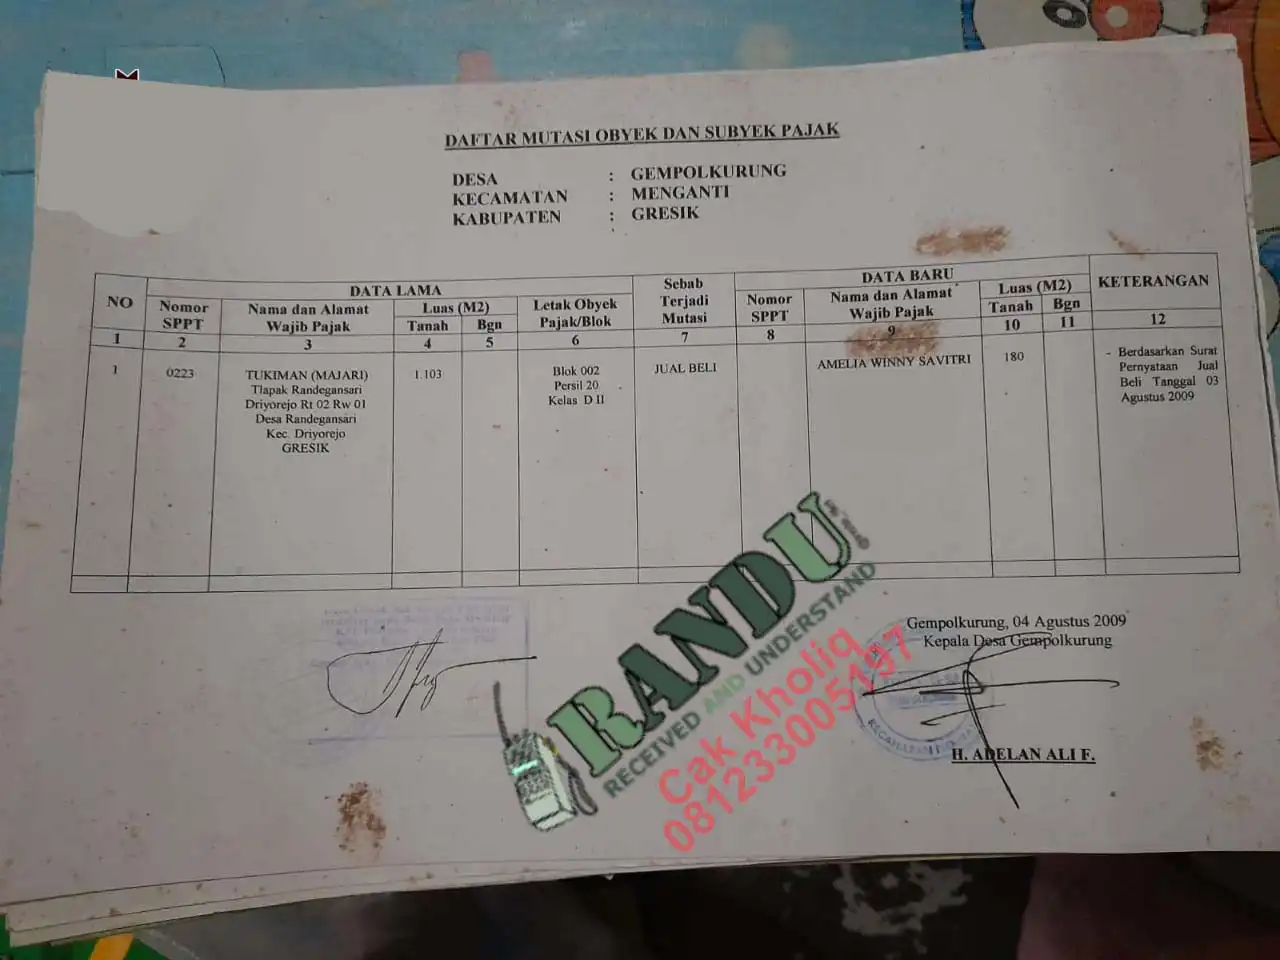 DAFTAR MUTASI OBYEK DAN SUBYEK PAJAK
DESA : GEMPOLKURUNG
KECAMATAN : MENGANTI
KABUPATEN : GRESIK
NO
DATA LAMA
Nomor SPPT
Nama dan Alamat Wajib Pajak
Luas (M2)
Tanah Bgn
Letak Obyek Pajak/Blok
Sebab Terjadi Mutasi
DATA BARU
Nomor SPPT
Nama dan Alamat Wajib Pajak
Luas (M2)
Tanah Bgn
KETERANGAN
1 2 3 4 5 6 7 8 9 10 11 12
1
0223
TUKIMAN (MAJARI)
Tlapak Randegansari
Driyorejo Rt 02 Rw 01
Desa Randegansari
Kec. Driyorejo
GRESIK
1.103
Blok 002
Persil 20
Kelas D II
JUAL BELI
AMELIA WINNY SAVITRI
180
- Berdasarkan Surat
Pernyataan Jual
Beli Tanggal 03
Agustus 2009
Gempolkurung, 04 Agustus 2009
Kepala Desa Gempolkurung
H. ADELAN ALI F.
RANDU
RECEIVED AND UNDERSTAND
Cak Kholiq
081233005197